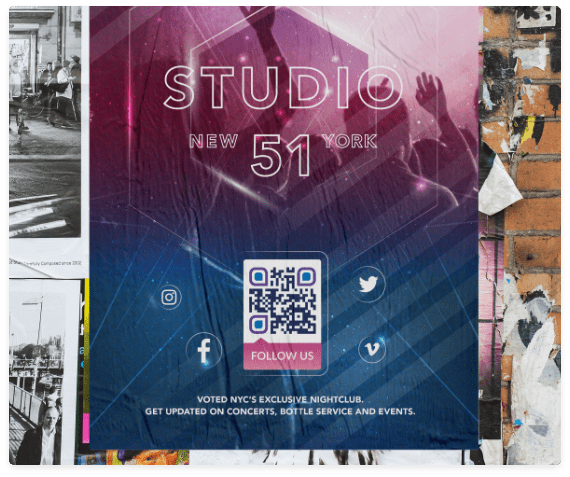 STUDIO
NEW 51 YORK
FOLLOW US
VOTED NYC'S EXCLUSIVE NIGHTCLUB.
GET UPDATED ON CONCERTS, BOTTLE SERVICE AND EVENTS.